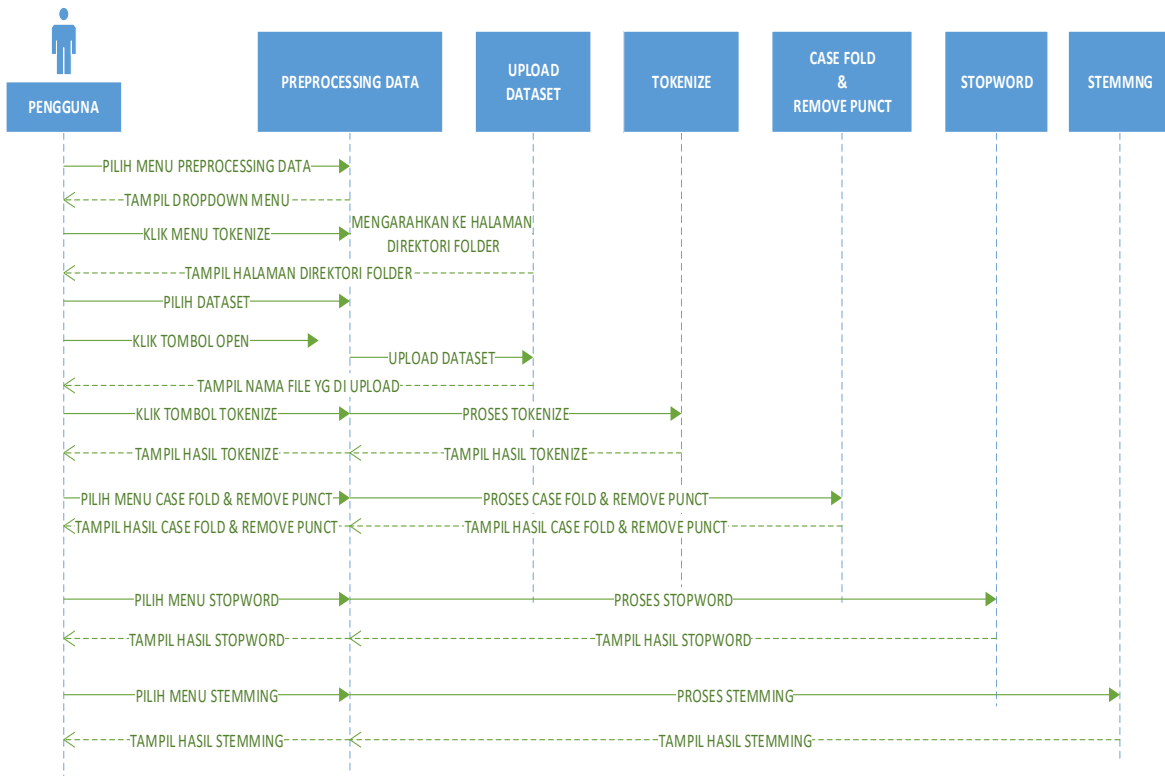 PENGGUNA
PREPROCESSING DATA
UPLOAD
DATASET
TOKENIZE
CASE FOLD
&
REMOVE PUNCT
STOPWORD
STEMMNG
PILIH MENU PREPROCESSING DATA
TAMPIL DROPDOWN MENU
KLIK MENU TOKENIZE
MENGARAHKAN KE HALAMAN
DIREKTORI FOLDER
TAMPIL HALAMAN DIREKTORI FOLDER
PILIH DATASET
KLIK TOMBOL OPEN
UPLOAD DATASET
TAMPIL NAMA FILE YG DI UPLOAD
KLIK TOMBOL TOKENIZE
PROSES TOKENIZE
TAMPIL HASIL TOKENIZE
TAMPIL HASIL TOKENIZE
PILIH MENU CASE FOLD & REMOVE PUNCT
PROSES CASE FOLD & REMOVE PUNCT
TAMPIL HASIL CASE FOLD & REMOVE PUNCT
TAMPIL HASIL CASE FOLD & REMOVE PUNCT
PILIH MENU STOPWORD
PROSES STOPWORD
TAMPIL HASIL STOPWORD
TAMPIL HASIL STOPWORD
PILIH MENU STEMMING
PROSES STEMMING
TAMPIL HASIL STEMMING
TAMPIL HASIL STEMMING